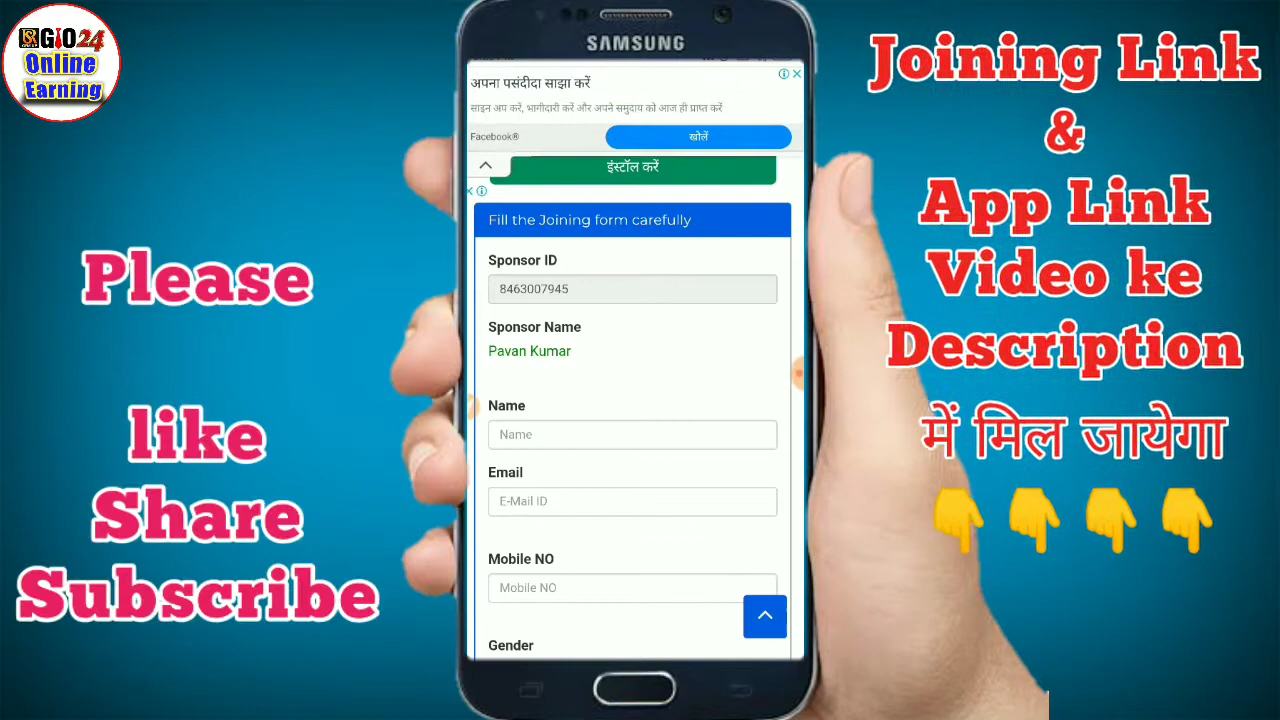 GIO24
Online
Earning
Please
like
Share
Subscribe
SAMSUNG
अपना पसंदीदा साझा करें
साइन अप करें, भागीदारी करें और अपने समुदाय को आज ही प्राप्त करें
Facebook®
खोलें
इंस्टॉल करें
Fill the Joining form carefully
Sponsor ID
8463007945
Sponsor Name
Pavan Kumar
Name
Name
Email
E-Mail ID
Mobile NO
Mobile NO
Gender
Joining Link
&
App Link
Video ke
Description
में मिल जायेगा